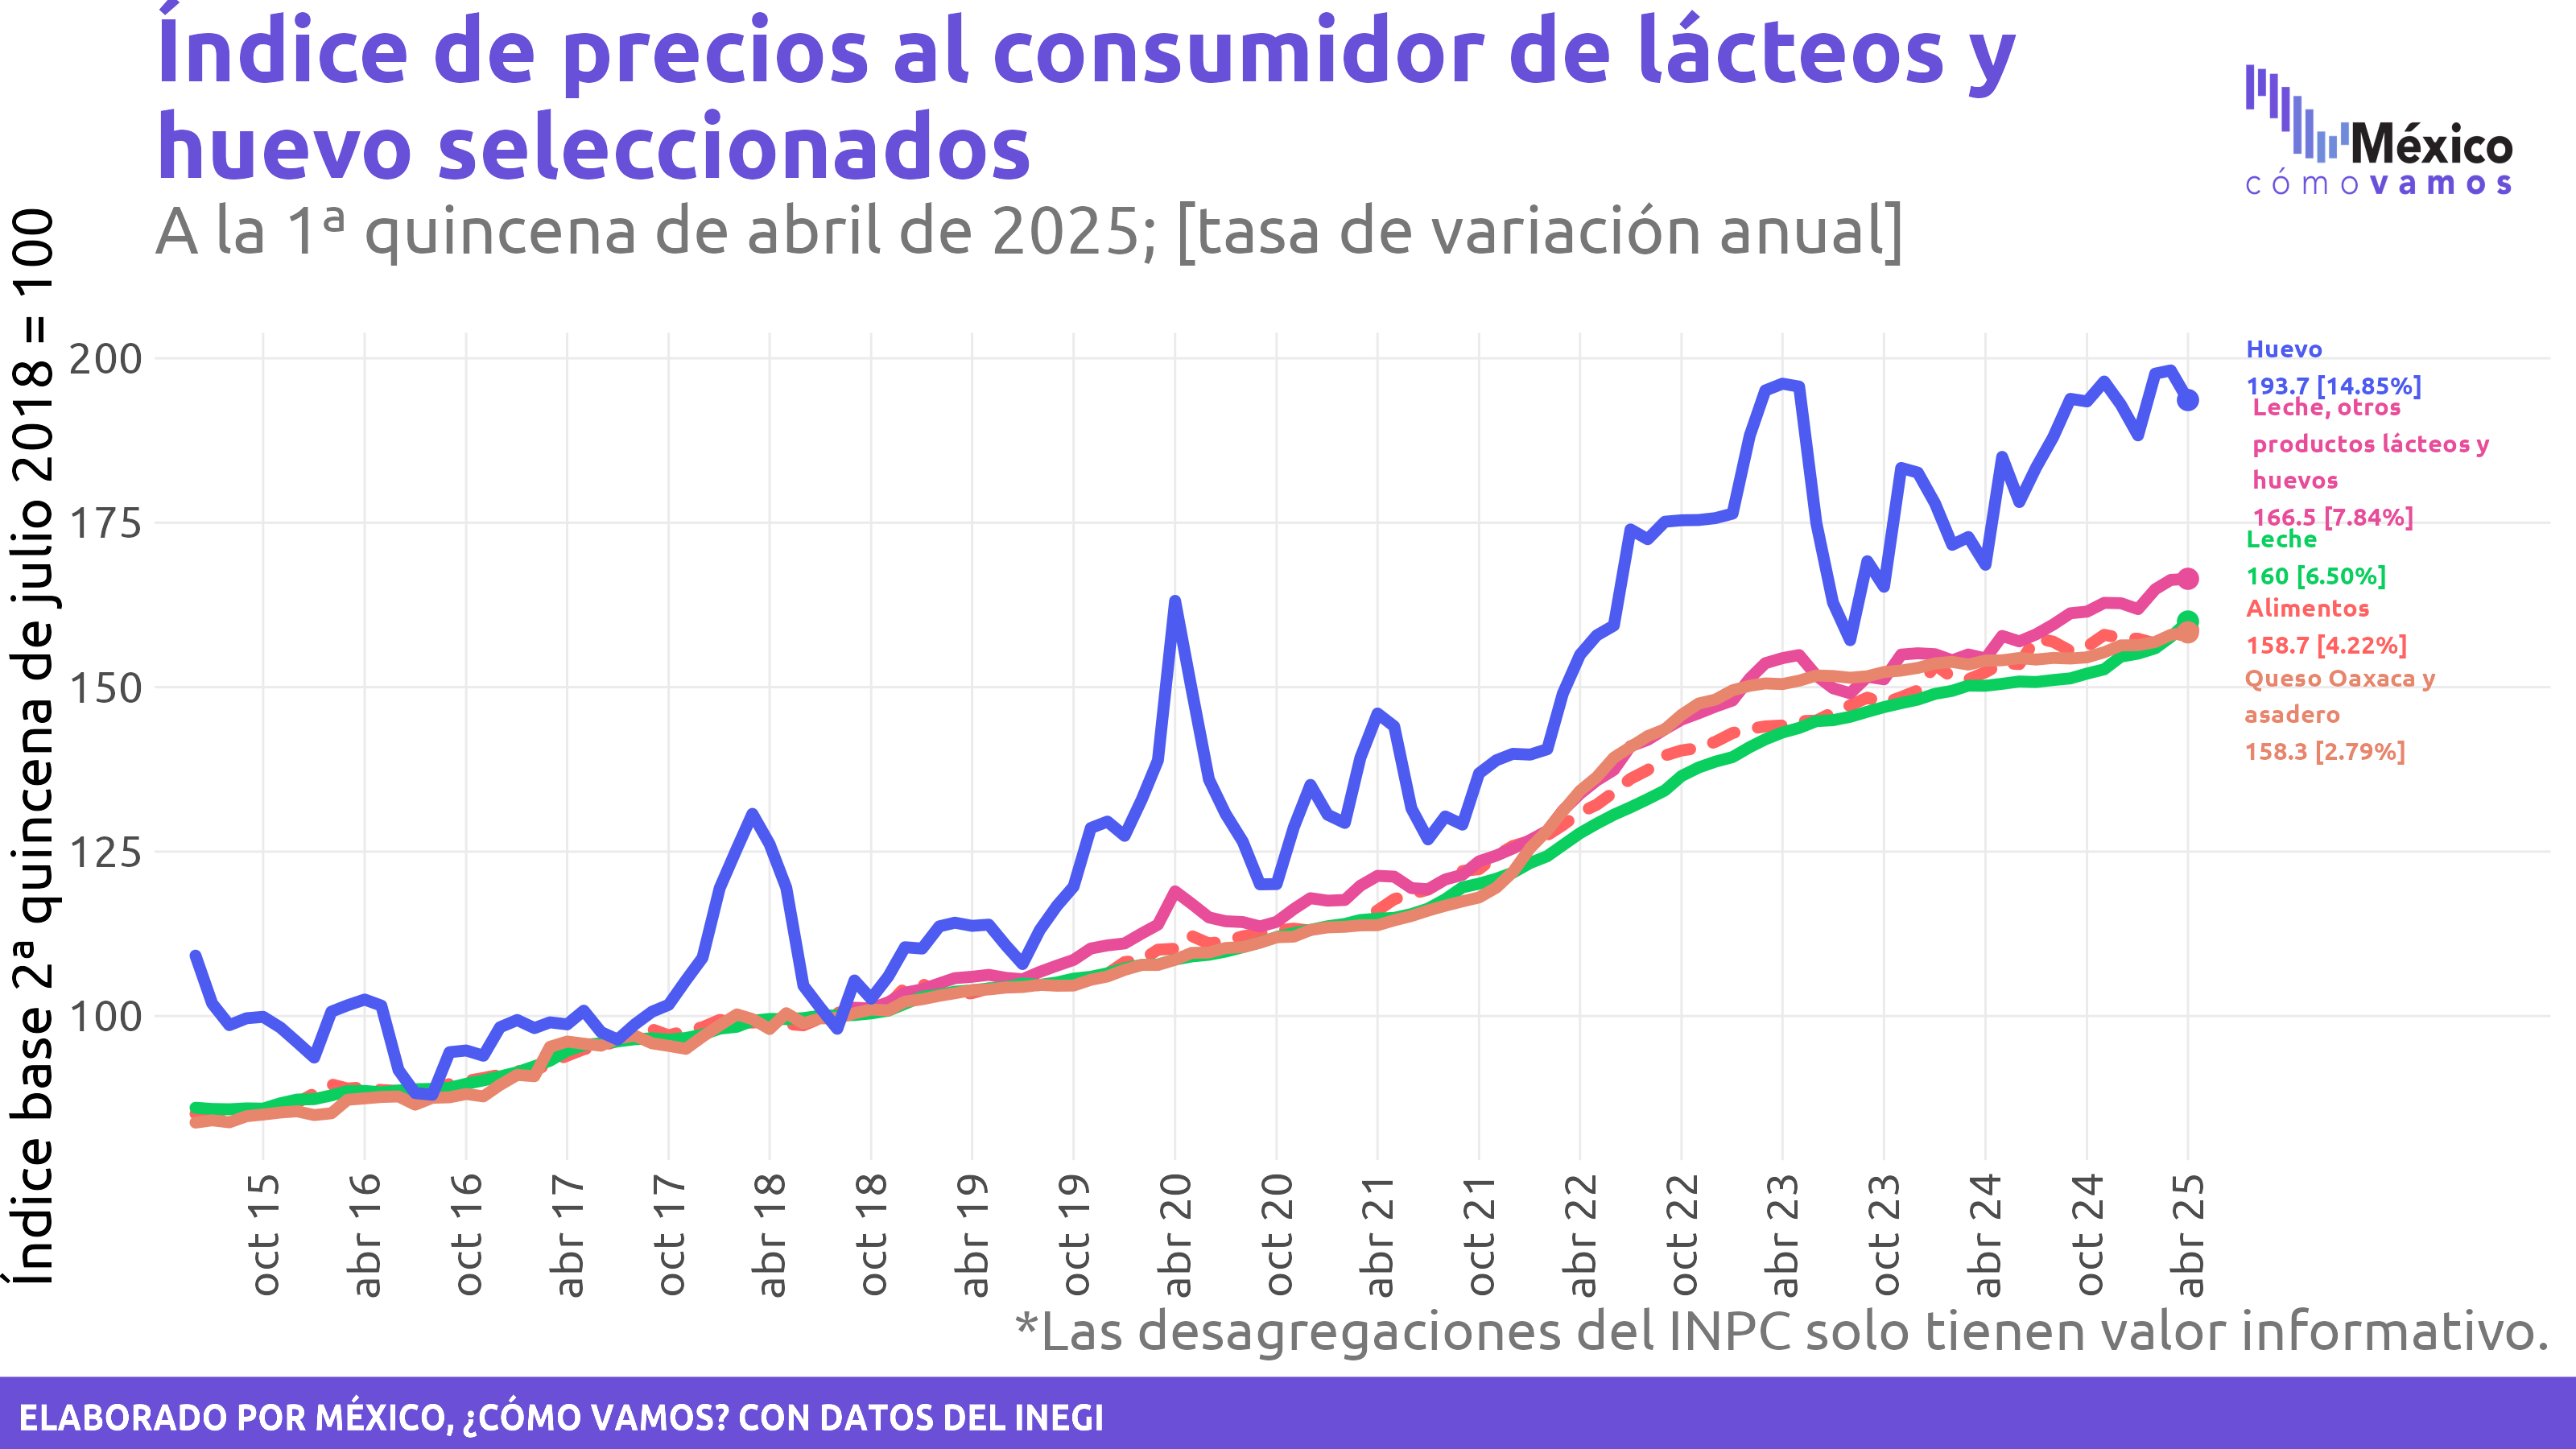 Índice de precios al consumidor de lácteos y
huevo seleccionados
A la 1ª quincena de abril de 2025; [tasa de variación anual]
México
cómo vamos
Índice base 2ª quincena de julio 2018 = 100
200
175
150
125
100
Huevo
193.7 [14.85%]
Leche, otros
productos lácteos y
huevos
166.5 [7.84%]
Leche
160 [6.50%]
Alimentos
158.7 [4.22%]
Queso Oaxaca y
asadero
158.3 [2.79%]
oct 15
abr 16
oct 16
abr 17
oct 17
abr 18
oct 18
abr 19
oct 19
abr 20
oct 20
abr 21
oct 21
abr 22
oct 22
abr 23
oct 23
abr 24
oct 24
abr 25
*Las desagregaciones del INPC solo tienen valor informativo.
ELABORADO POR MÉXICO, ¿CÓMO VAMOS? CON DATOS DEL INEGI